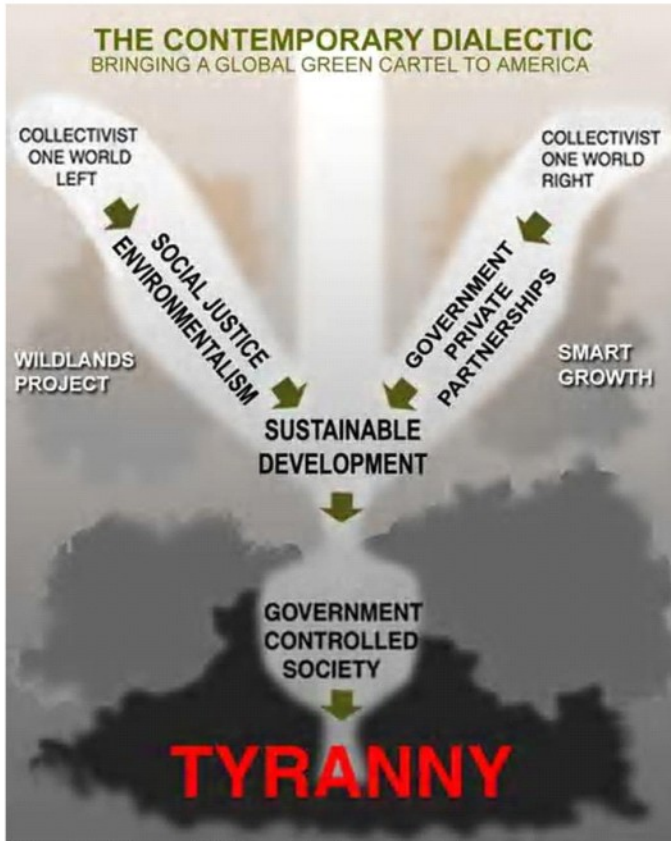 THE CONTEMPORARY DIALECTIC
BRINGING A GLOBAL GREEN CARTEL TO AMERICA
COLLECTIVIST
ONE WORLD
LEFT
COLLECTIVIST
ONE WORLD
RIGHT
SOCIAL JUSTICE
ENVIRONMENTALISM
GOVERNMENT
PRIVATE
PARTNERSHIPS
WILDLANDS
PROJECT
SMART
GROWTH
SUSTAINABLE
DEVELOPMENT
GOVERNMENT
CONTROLLED
SOCIETY
TYRANNY